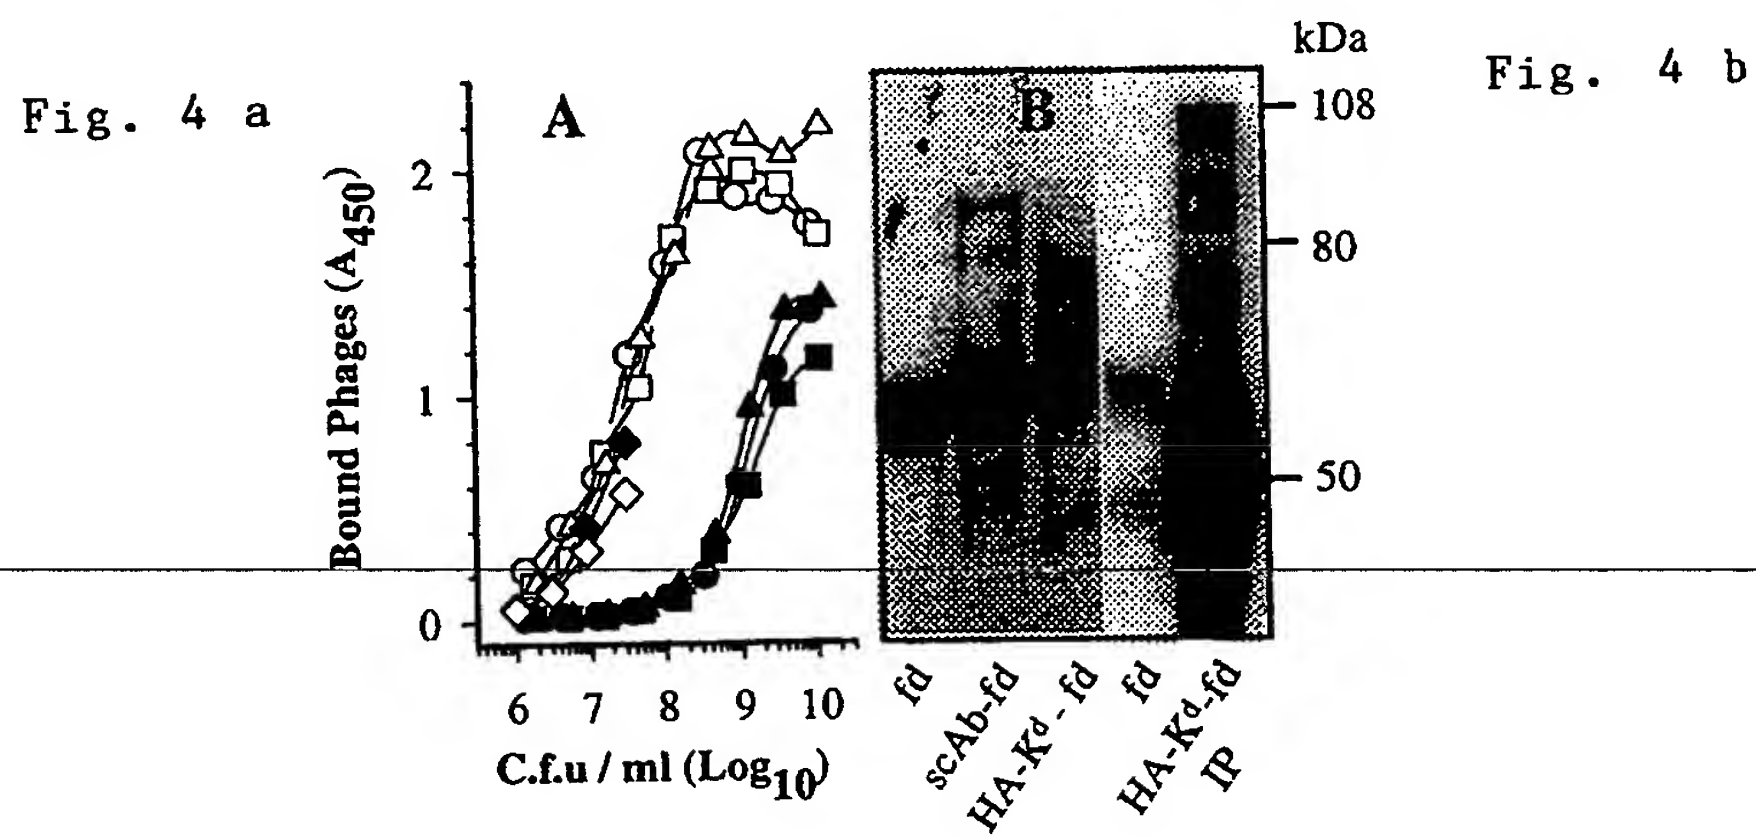 Fig. 4 a
Fig. 4 b
A
B
kDa
108
80
50
Bound Phages (A450)
2
1
0
6 7 8 9 10
C.f.u / ml (Log10)
fd
scAb-fd
HA-Kd - fd
fd
HA-Kd-fd
IP